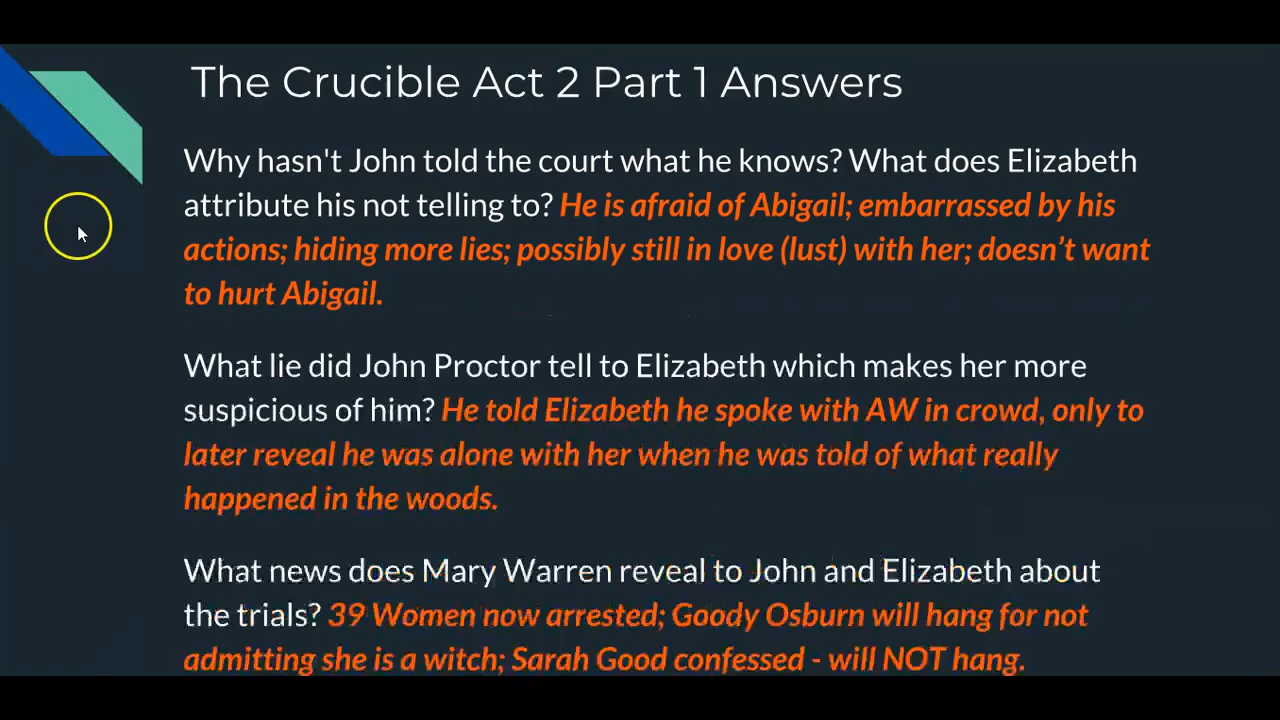 The Crucible Act 2 Part 1 Answers
Why hasn't John told the court what he knows? What does Elizabeth
attribute his not telling to? He is afraid of Abigail; embarrassed by his
actions; hiding more lies; possibly still in love (lust) with her; doesn’t want
to hurt Abigail.
What lie did John Proctor tell to Elizabeth which makes her more
suspicious of him? He told Elizabeth he spoke with AW in crowd, only to
later reveal he was alone with her when he was told of what really
happened in the woods.
What news does Mary Warren reveal to John and Elizabeth about
the trials? 39 Women now arrested; Goody Osburn will hang for not
admitting she is a witch; Sarah Good confessed - will NOT hang.